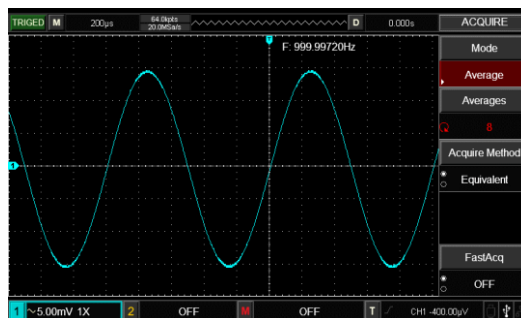 TRIGED M 200μs 64.0kpts 20.0MSa/s D 0.000s ACQUIRE
T
F: 999.99720Hz
Mode
Average
Averages
8
Acquire Method
1
Equivalent
FastAcq
OFF
1 ~5.00mV 1X 2 OFF M OFF T CH1 -400.00μV